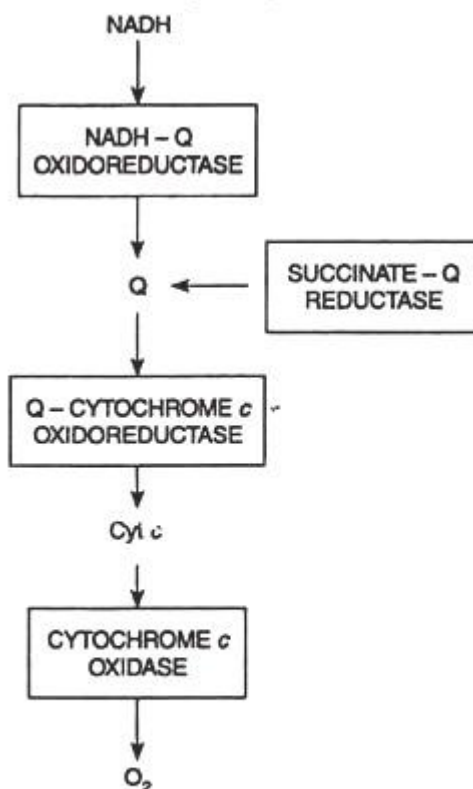 NADH
NADH – Q
OXIDOREDUCTASE
Q
SUCCINATE – Q
REDUCTASE
Q – CYTOCHROME c
OXIDOREDUCTASE
Cyt c
CYTOCHROME c
OXIDASE
O₂